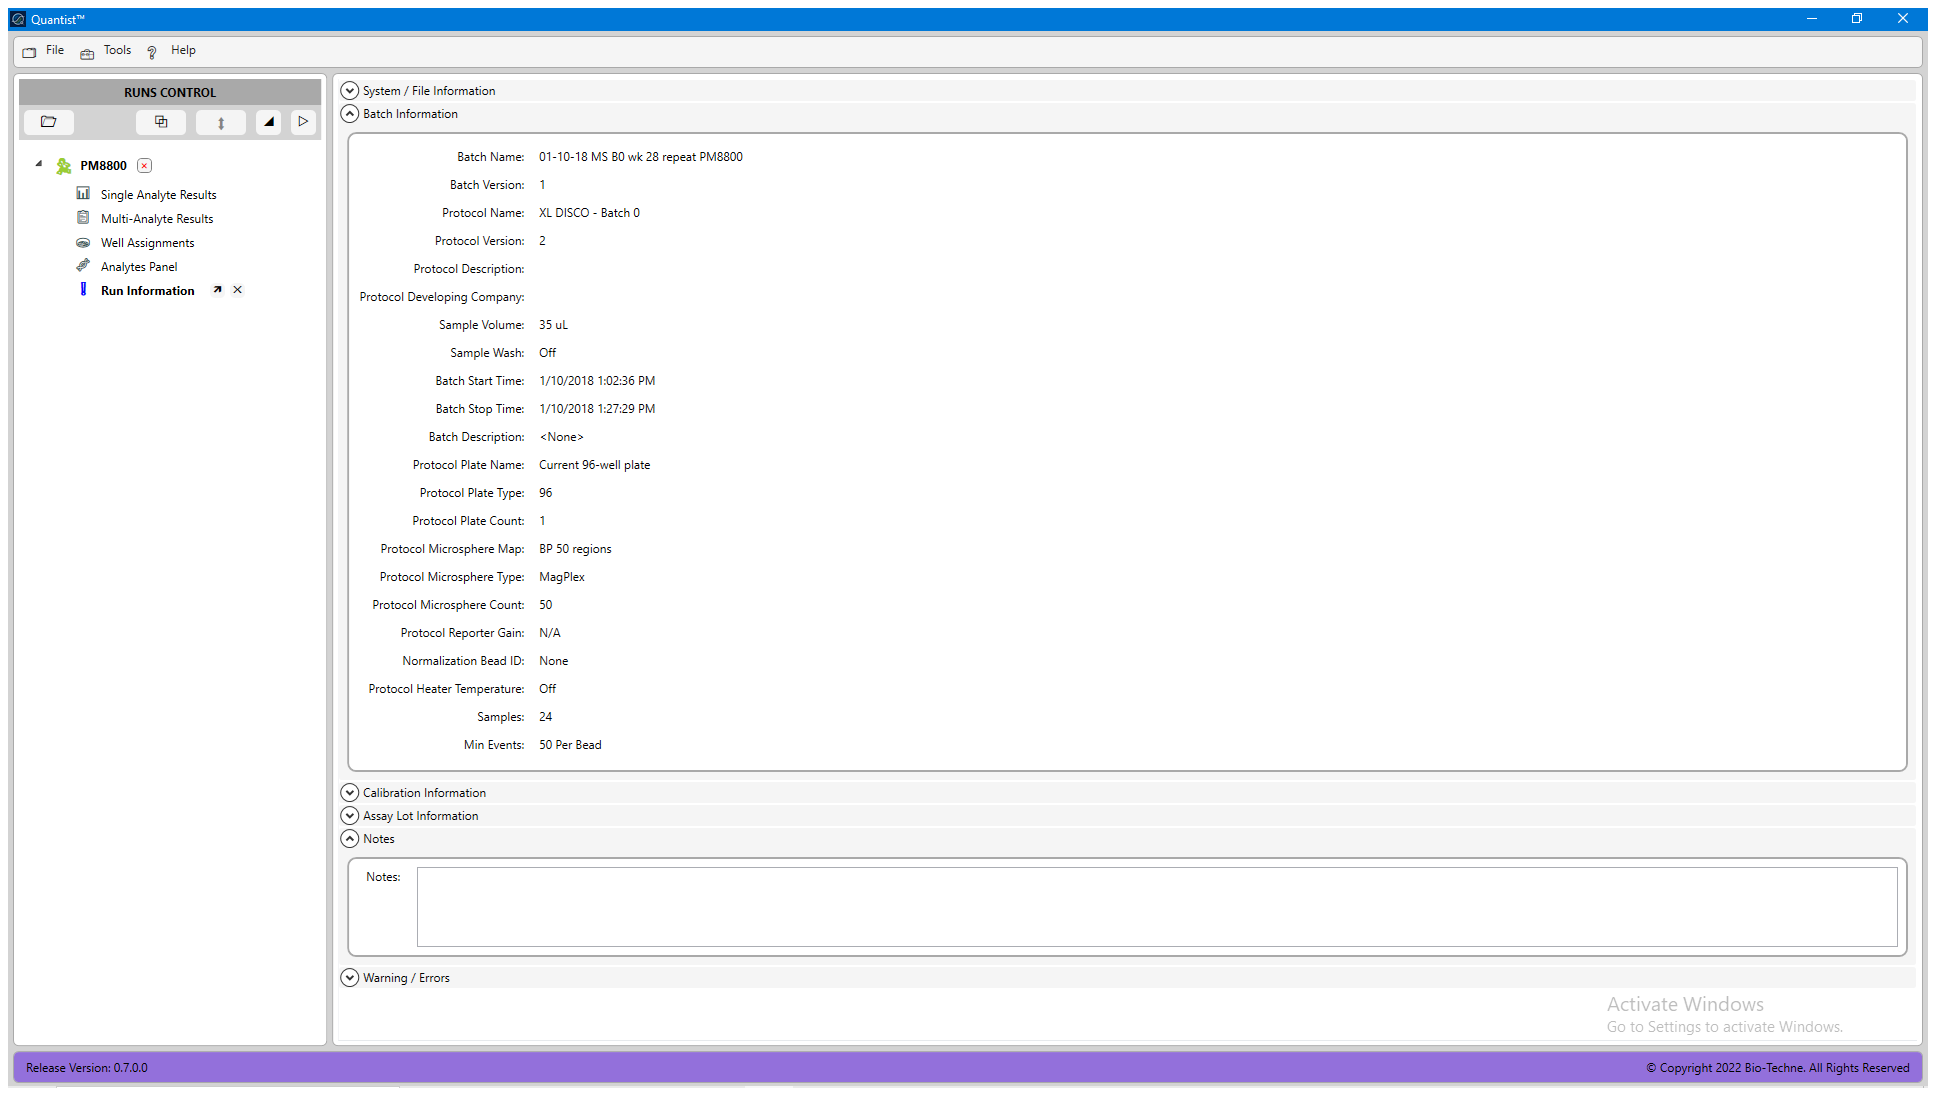 Quantist™
File Tools Help
RUNS CONTROL
PM8800
Single Analyte Results
Multi-Analyte Results
Well Assignments
Analytes Panel
Run Information
System / File Information
Batch Information
Batch Name: 01-10-18 MS B0 wk 28 repeat PM8800
Batch Version: 1
Protocol Name: XL DISCO - Batch 0
Protocol Version: 2
Protocol Description:
Protocol Developing Company:
Sample Volume: 35 uL
Sample Wash: Off
Batch Start Time: 1/10/2018 1:02:36 PM
Batch Stop Time: 1/10/2018 1:27:29 PM
Batch Description: <None>
Protocol Plate Name: Current 96-well plate
Protocol Plate Type: 96
Protocol Plate Count: 1
Protocol Microsphere Map: BP 50 regions
Protocol Microsphere Type: MagPlex
Protocol Microsphere Count: 50
Protocol Reporter Gain: N/A
Normalization Bead ID: None
Protocol Heater Temperature: Off
Samples: 24
Min Events: 50 Per Bead
Calibration Information
Assay Lot Information
Notes
Notes:
Warning / Errors
Activate Windows
Go to Settings to activate Windows.
Release Version: 0.7.0.0
© Copyright 2022 Bio-Techne. All Rights Reserved